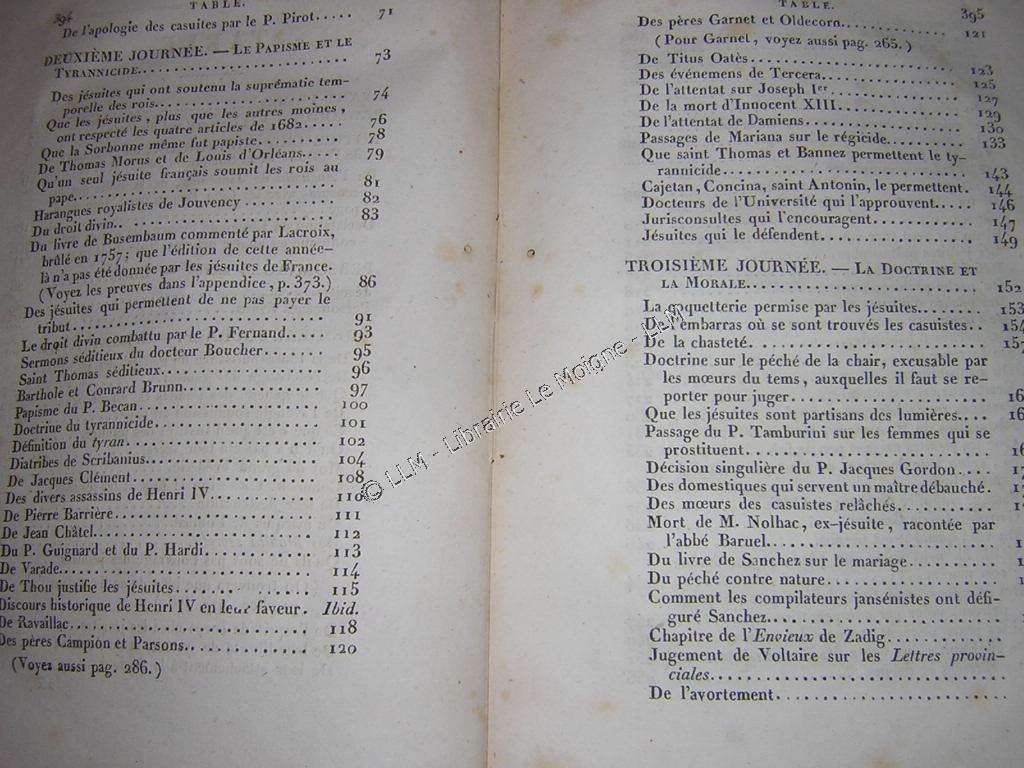 394
TABLE.
De l'apologie des casuites par le P. Pirot..... 71
DEUXIÈME JOURNÉE. — LE PAPISME ET LE
TYRANNICIDE.............................. 73
Des jésuites qui ont soutenu la suprématie tem-
porelle des rois.............................. 74
Que les jésuites, plus que les autres moines,
ont respecté les quatre articles de 1682..... 76
Que la Sorbonne même fut papiste.......... 78
De Thomas Morus et de Louis d'Orléans..... 79
Qu'un seul jésuite français soumit les rois au
pape.............................. 81
Harangues royalistes de Jouvency............ 82
Du droit divin.............................. 83
Du livre de Busembaum commenté par Lacroix,
brûlé en 1757; que l'édition de cette année-
là n'a pas été donnée par les jésuites de France.
(Voyez les preuves dans l'appendice, p. 373.) 86
Des jésuites qui permettent de ne pas payer le
tribut.............................. 91
Le droit divin combattu par le P. Fernand..... 93
Sermons séditieux du docteur Boucher....... 95
Saint Thomas séditieux.................... 96
Barthole et Conrard Brunn................. 97
Papisme du P. Becan...................... 100
Doctrine du tyrannicide.................... 101
Définition du tyran........................ 102
Diatribes de Scribanius.................... 104
De Jacques Clément....................... 108
Des divers assassins de Henri IV............. 110
De Pierre Barrière......................... 111
De Jean Châtel............................ 112
Du P. Guignard et du P. Hardi.............. 113
De Varade................................ 114
De Thou justifie les jésuites................. 115
Discours historique de Henri IV en leur faveur. Ibid.
De Ravaillac.............................. 118
Des pères Campion et Parsons............... 120
(Voyez aussi pag. 286.)
TABLE.
395
Des pères Garnet et Oldecorn............... 121
(Pour Garnet, voyez aussi pag. 265.)
De Titus Oatès............................ 123
Des événemens de Tercera.................. 125
De l'attentat sur Joseph Ier................. 127
De la mort d'Innocent XIII................. 129
De l'attentat de Damiens................... 130
Passages de Mariana sur le régicide........... 133
Que saint Thomas et Bannez permettent le ty-
rannicide.............................. 143
Cajetan, Concina, saint Antonin, le permettent. 144
Docteurs de l'Université qui l'approuvent..... 146
Jurisconsultes qui l'encouragent............. 147
Jésuites qui le défendent................... 149
TROISIÈME JOURNÉE. — LA DOCTRINE ET
LA MORALE.............................. 152
La coquetterie permise par les jésuites........ 153
De l'embarras où se sont trouvés les casuistes.. 154
De la chasteté............................ 157
Doctrine sur le péché de la chair, excusable par
les mœurs du tems, auxquelles il faut se re-
porter pour juger........................ 16
Que les jésuites sont partisans des lumières.... 16
Passage du P. Tamburini sur les femmes qui se
prostituent.............................. 16
Décision singulière du P. Jacques Gordon.... 1
Des domestiques qui servent un maître débauché. 1
Des mœurs des casuistes relâchés............
Mort de M. Nolhac, ex-jésuite, racontée par
l'abbé Baruel.............................. 1
Du livre de Sanchez sur le mariage..........
Du péché contre nature....................
Comment les compilateurs jansénistes ont défi-
guré Sanchez..............................
Chapitre de l'Envieux de Zadig..............
Jugement de Voltaire sur les Lettres provin-
ciales..............................
De l'avortement..............................
© LLM - Librairie Le Moigne - LLM